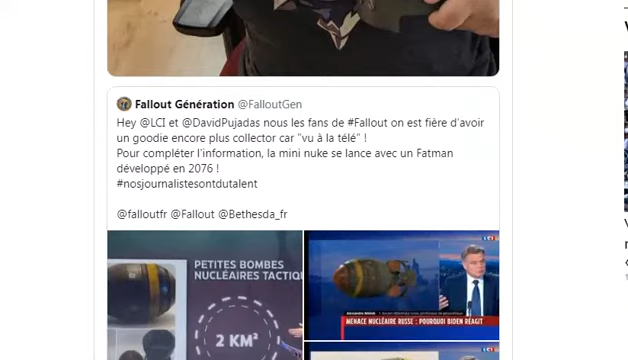 Fallout Génération @FalloutGen
Hey @LCI et @DavidPujadas nous les fans de #Fallout on est fière d'avoir
un goodie encore plus collector car "vu à la télé" !
Pour compléter l'information, la mini nuke se lance avec un Fatman
développé en 2076 !
#nosjournalistesontdutalent
@falloutfr @Fallout @Bethesda_fr
PETITES BOMBES
NUCLÉAIRES TACTIQU
2 KM²
MENACE NUCLÉAIRE RUSSE : POURQUOI BIDEN RÉAGIT